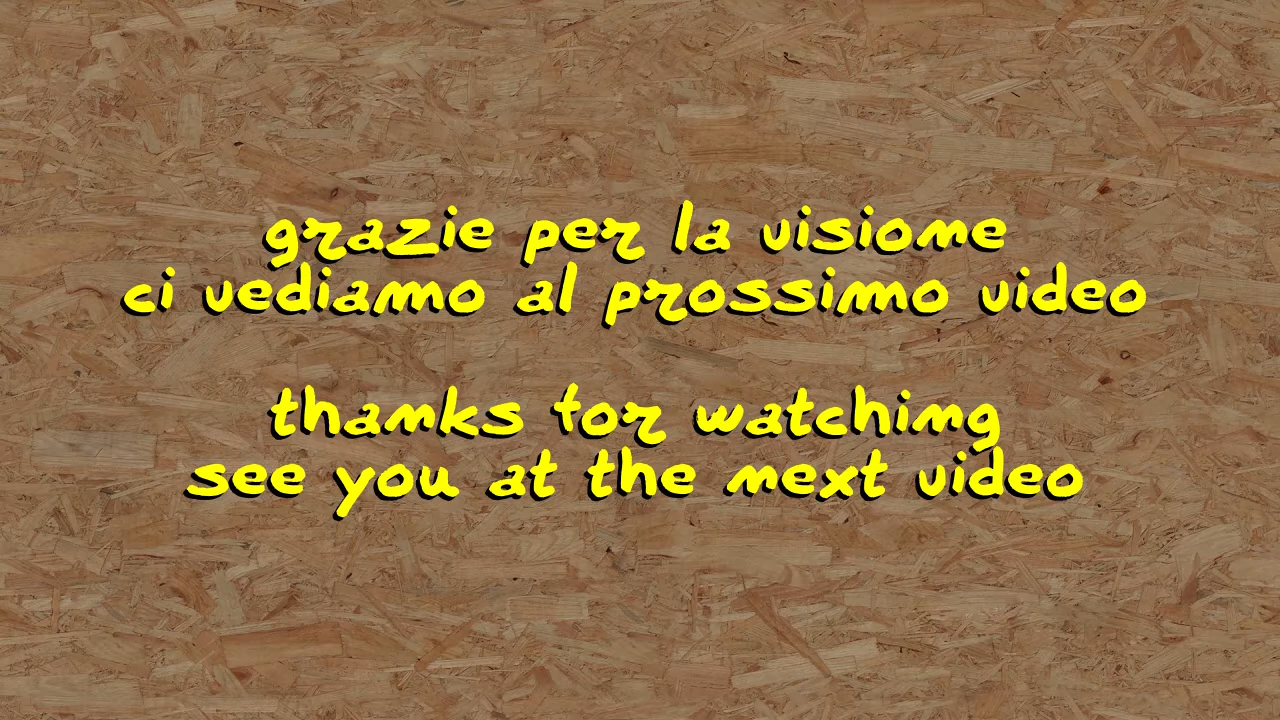 grazie per la visione
ci vediamo al prossimo video
thanks for watching
see you at the next video